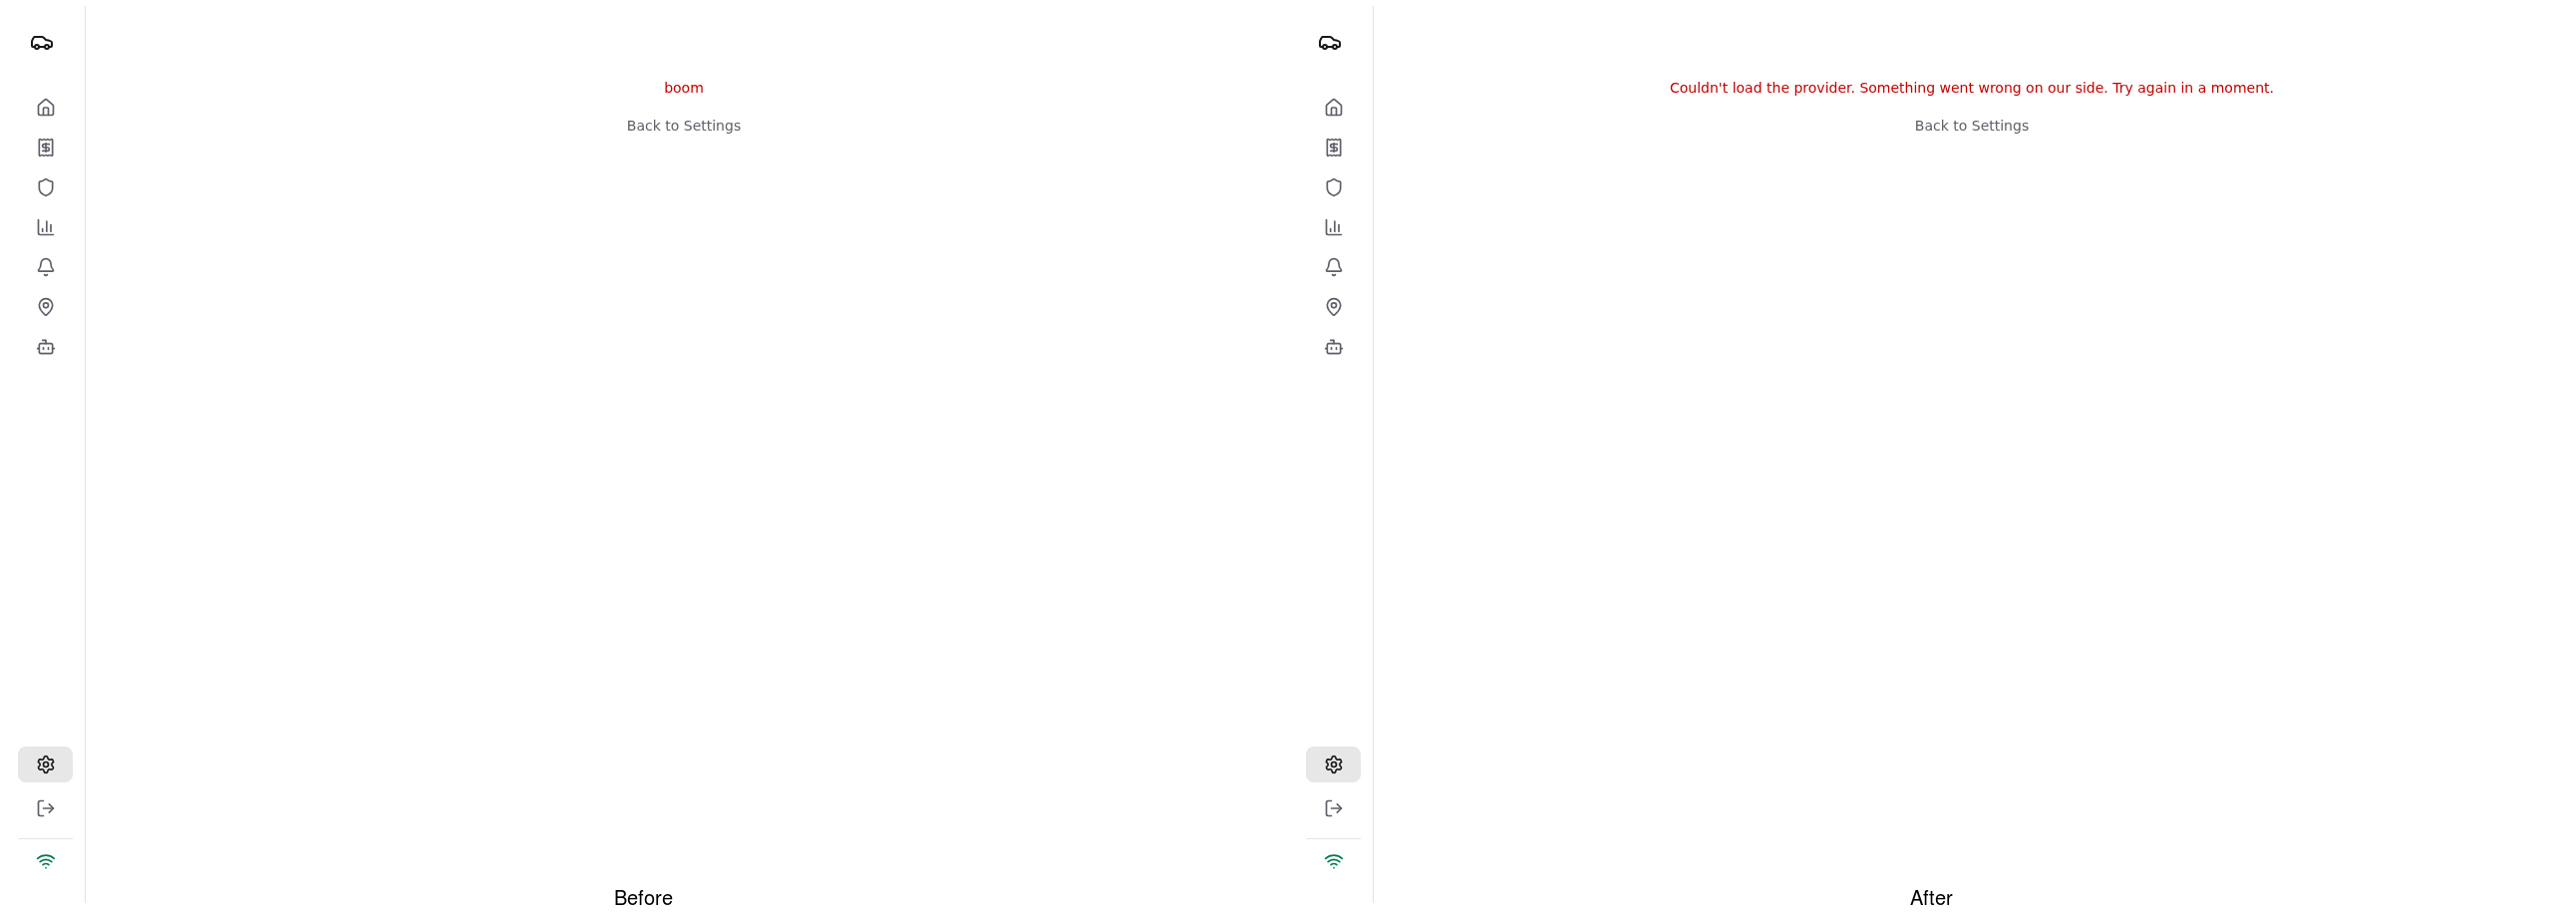 boom
Back to Settings
Before
Couldn't load the provider. Something went wrong on our side. Try again in a moment.
Back to Settings
After